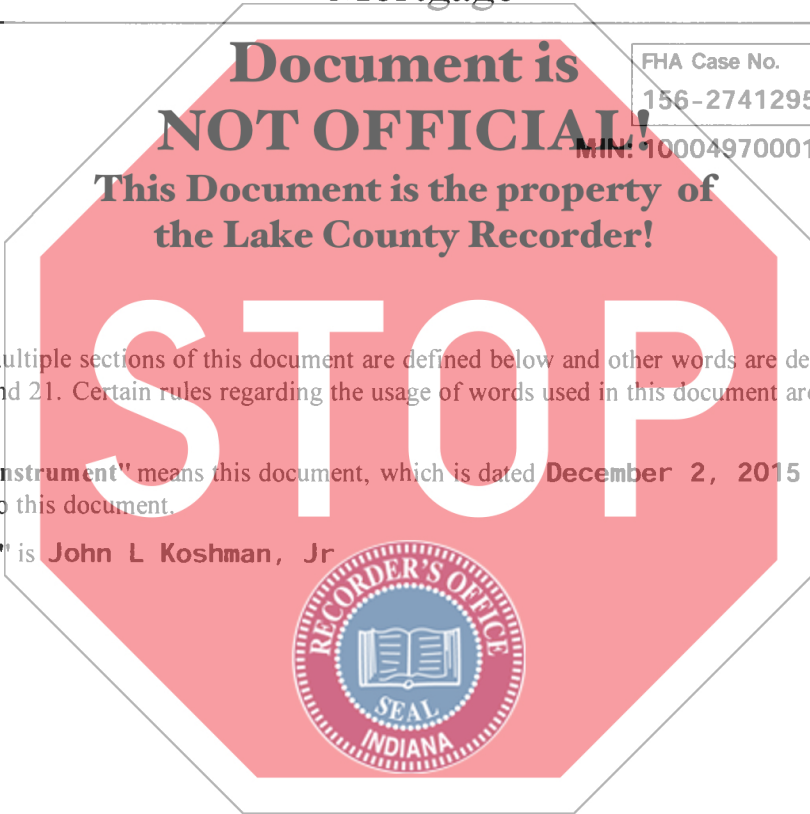 Mortgage
Document is
NOT OFFICIAL!
This Document is the property of
the Lake County Recorder!
FHA Case No.
156-2741295
MIN: 10004970001
STOP
ultiple sections of this document are defined below and other words are de
nd 21. Certain rules regarding the usage of words used in this document are
nstrument" means this document, which is dated December 2, 2015
o this document.
" is John L Koshman, Jr
RECORDER'S OFFICE
SEAL
INDIANA